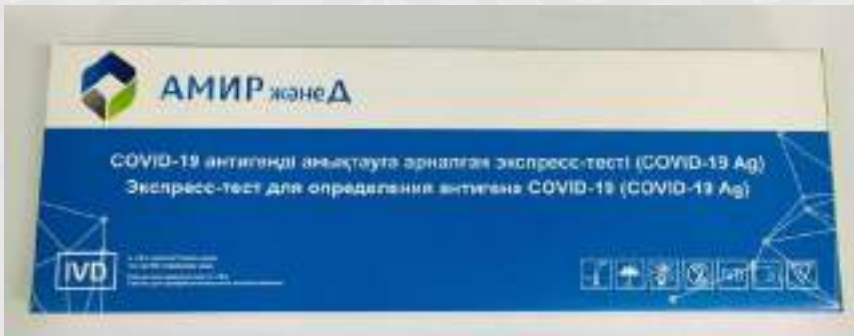 АМИР және Д
COVID-19 антигенді анықтауға арналған экспресс-тесті (COVID-19 Ag)
Экспресс-тест для определения антигена COVID-19 (COVID-19 Ag)
IVD